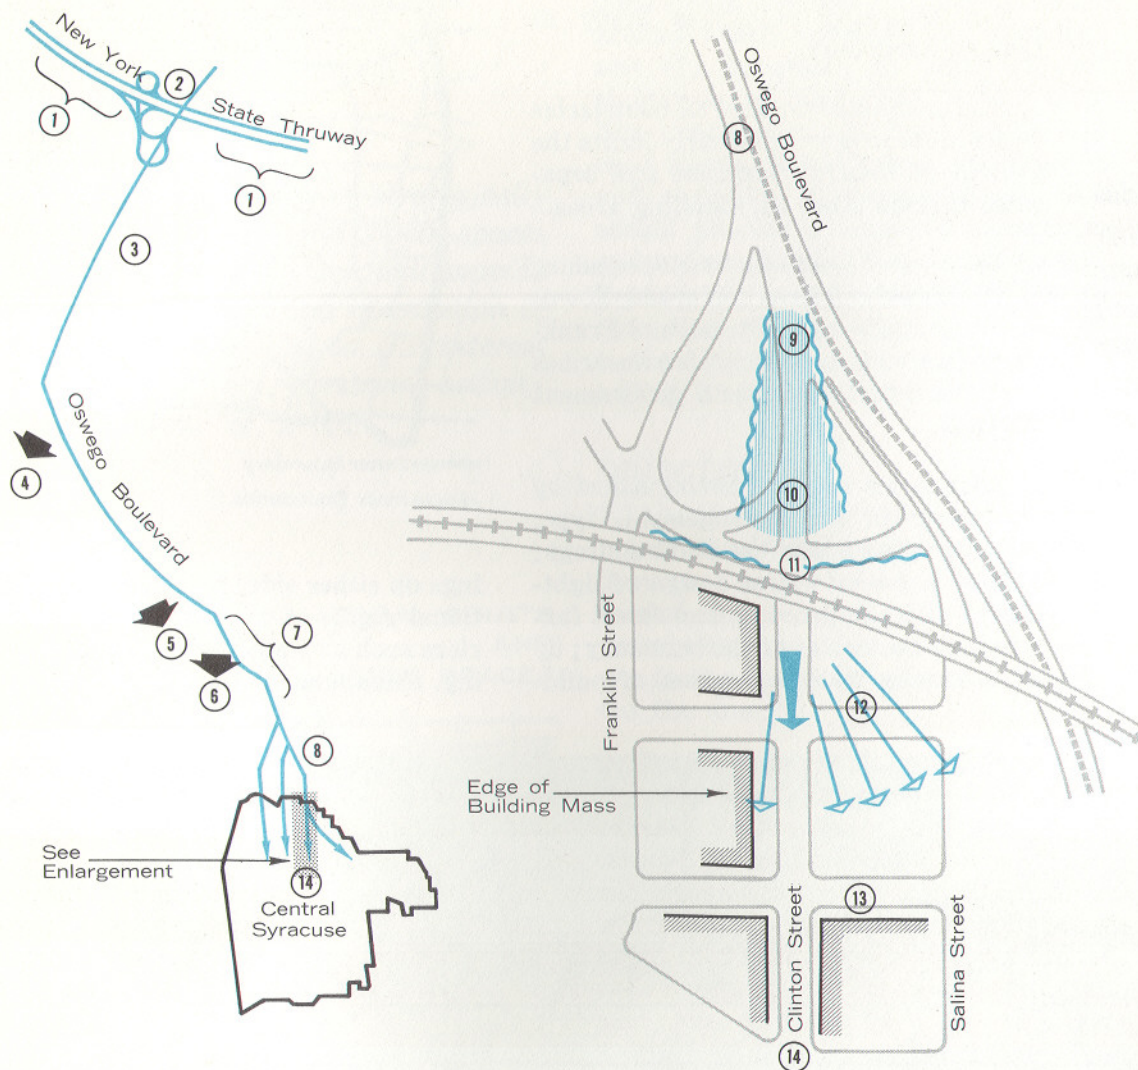 New York State Thruway
1
2
1
3
Oswego Boulevard
4
5
6
7
8
See
Enlargement
14
Central
Syracuse
Oswego Boulevard
8
9
10
11
Franklin Street
12
Edge of
Building Mass
13
Clinton Street
Salina Street
14